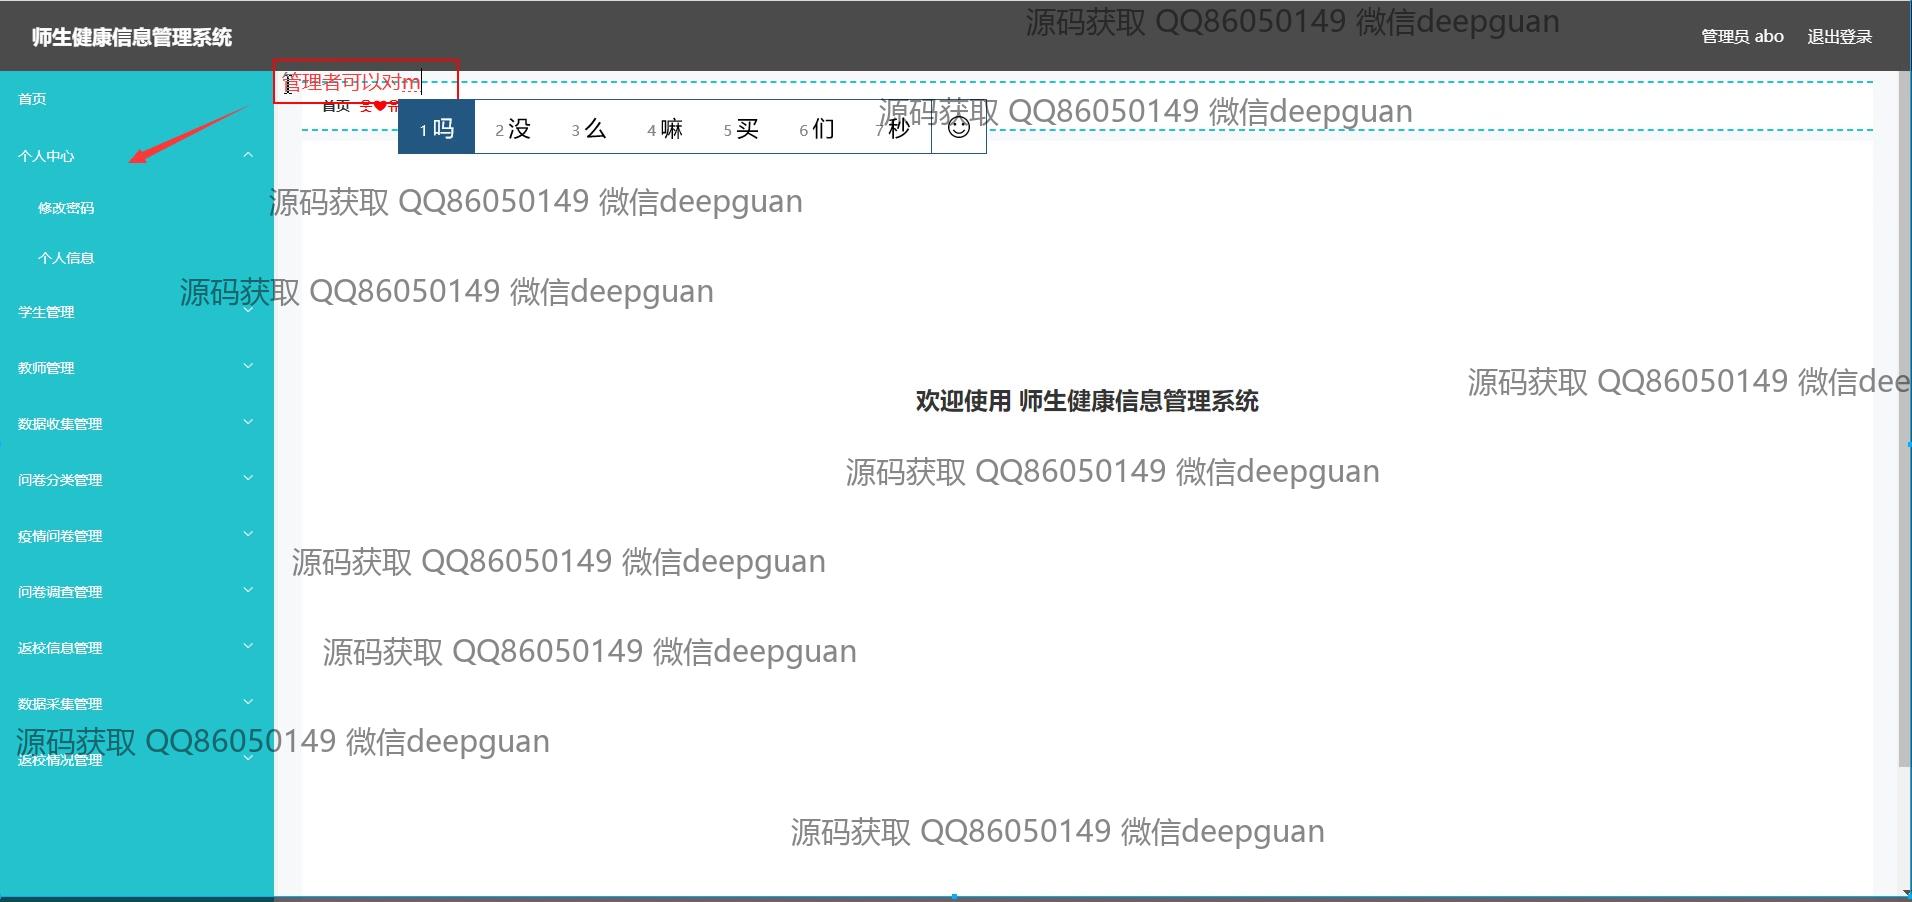 源码获取 QQ86050149 微信deepguan
师生健康信息管理系统
管理员 abo 退出登录
管理者可以对m
首页
首页
源码获取 QQ86050149 微信deepguan
1 吗 2 没 3 么 4 嘛 5 买 6 们 7 秒
个人中心
修改密码
源码获取 QQ86050149 微信deepguan
个人信息
源码获取 QQ86050149 微信deepguan
学生管理
教师管理
源码获取 QQ86050149 微信dee
欢迎使用 师生健康信息管理系统
数据收集管理
源码获取 QQ86050149 微信deepguan
问卷分类管理
疫情问卷管理
源码获取 QQ86050149 微信deepguan
问卷调查管理
返校信息管理
源码获取 QQ86050149 微信deepguan
数据采集管理
源码获取 QQ86050149 微信deepguan
返校情况管理
源码获取 QQ86050149 微信deepguan